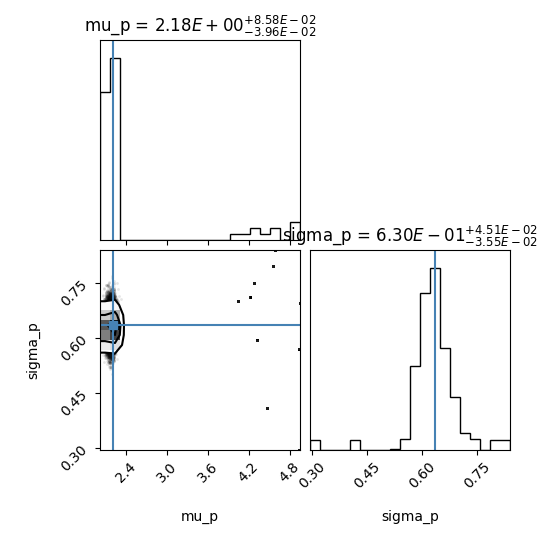 mu_p = 2.18E + 00 +8.58E − 02 −3.96E − 02
sigma_p = 6.30E − 01 +4.51E − 02 −3.55E − 02
0.75
0.60
0.45
0.30
sigma_p
2.4 3.0 3.6 4.2 4.8
0.30 0.45 0.60 0.75
mu_p
sigma_p